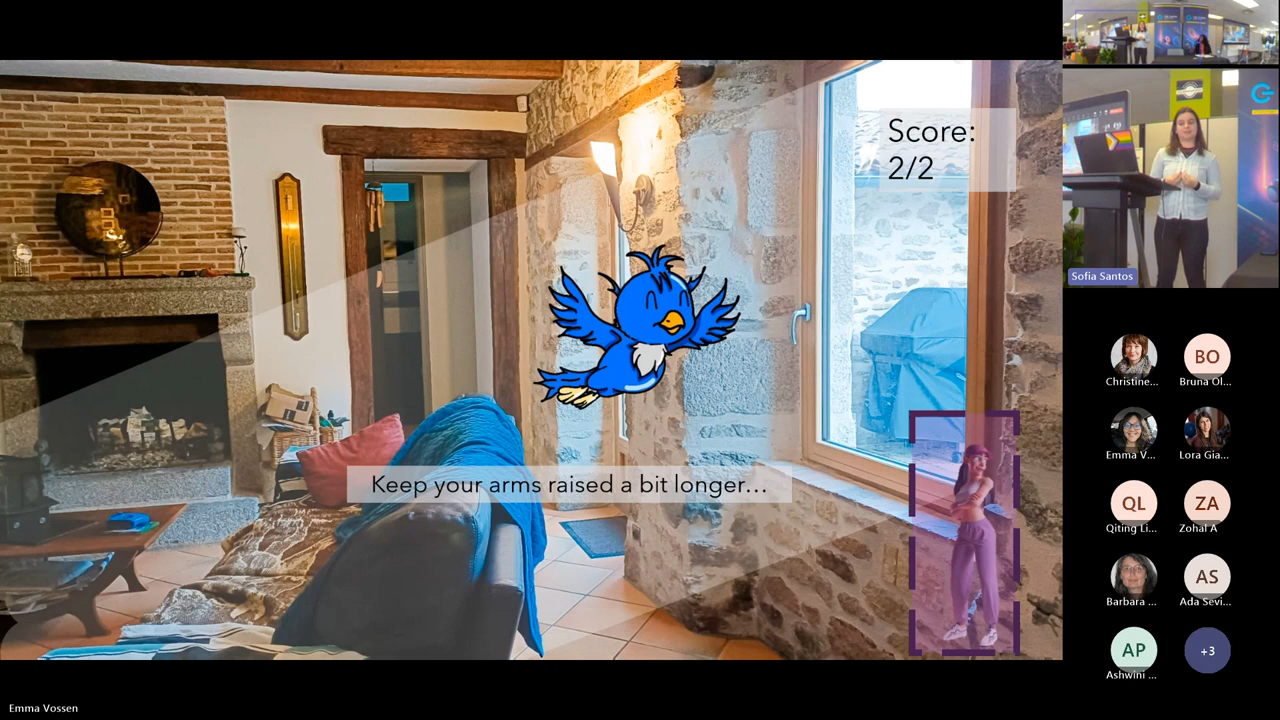 Score:
2/2
Keep your arms raised a bit longer...
Sofia Santos
BO
Christine...
Bruna Ol...
Emma V...
Lora Gia...
QL
ZA
Qiting Li...
Zohal A
AS
Barbara ...
Ada Sevi...
AP
+3
Ashwini ...
Emma Vossen